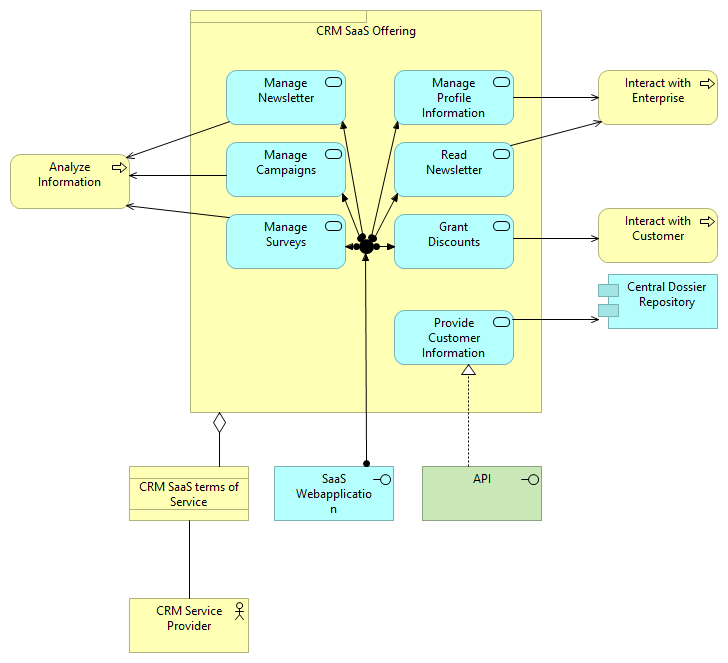 CRM SaaS Offering
Manage
Newsletter
Manage
Profile
Information
Interact with
Enterprise
Analyze
Information
Manage
Campaigns
Read
Newsletter
Manage
Surveys
Grant
Discounts
Interact with
Customer
Provide
Customer
Information
Central Dossier
Repository
CRM SaaS terms of
Service
SaaS
Webapplicatio
n
API
CRM Service
Provider